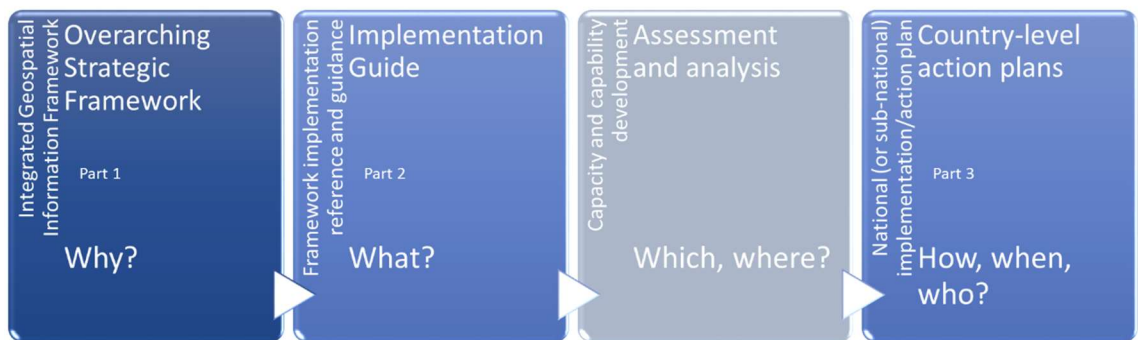 Integrated Geospatial
Information Framework
Overarching
Strategic
Framework
Part 1
Why?
Framework implementation
reference and guidance
Implementation
Guide
Part 2
What?
Capacity and capability
development
Assessment
and analysis
Which, where?
National (or sub-national)
implementation/action plan
Country-level
action plans
Part 3
How, when,
who?